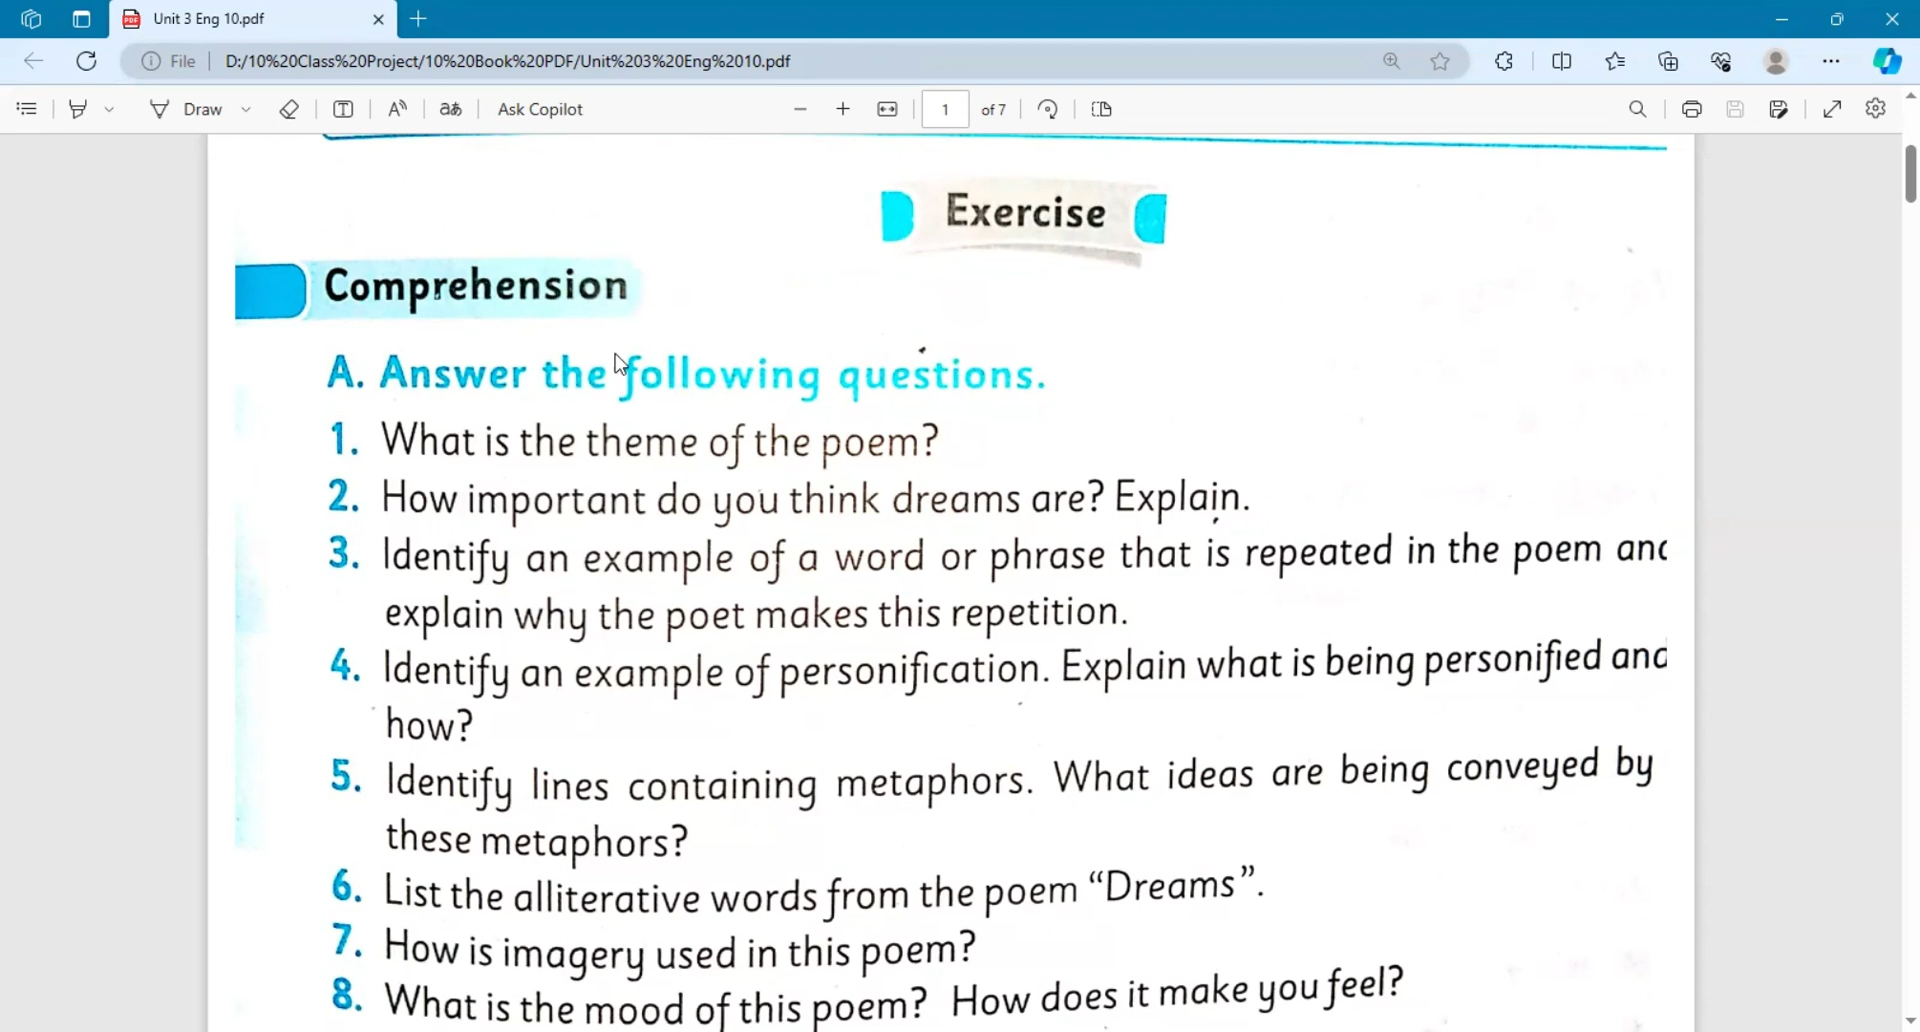 Unit 3 Eng 10.pdf
File
D:/10%20Class%20Project/10%20Book%20PDF/Unit%203%20Eng%2010.pdf
Draw
Ask Copilot
1 of 7
Exercise
Comprehension
A. Answer the following questions.
1. What is the theme of the poem?
2. How important do you think dreams are? Explain.
3. Identify an example of a word or phrase that is repeated in the poem and
explain why the poet makes this repetition.
4. Identify an example of personification. Explain what is being personified and
how?
5. Identify lines containing metaphors. What ideas are being conveyed by
these metaphors?
6. List the alliterative words from the poem “Dreams”.
7. How is imagery used in this poem?
8. What is the mood of this poem? How does it make you feel?